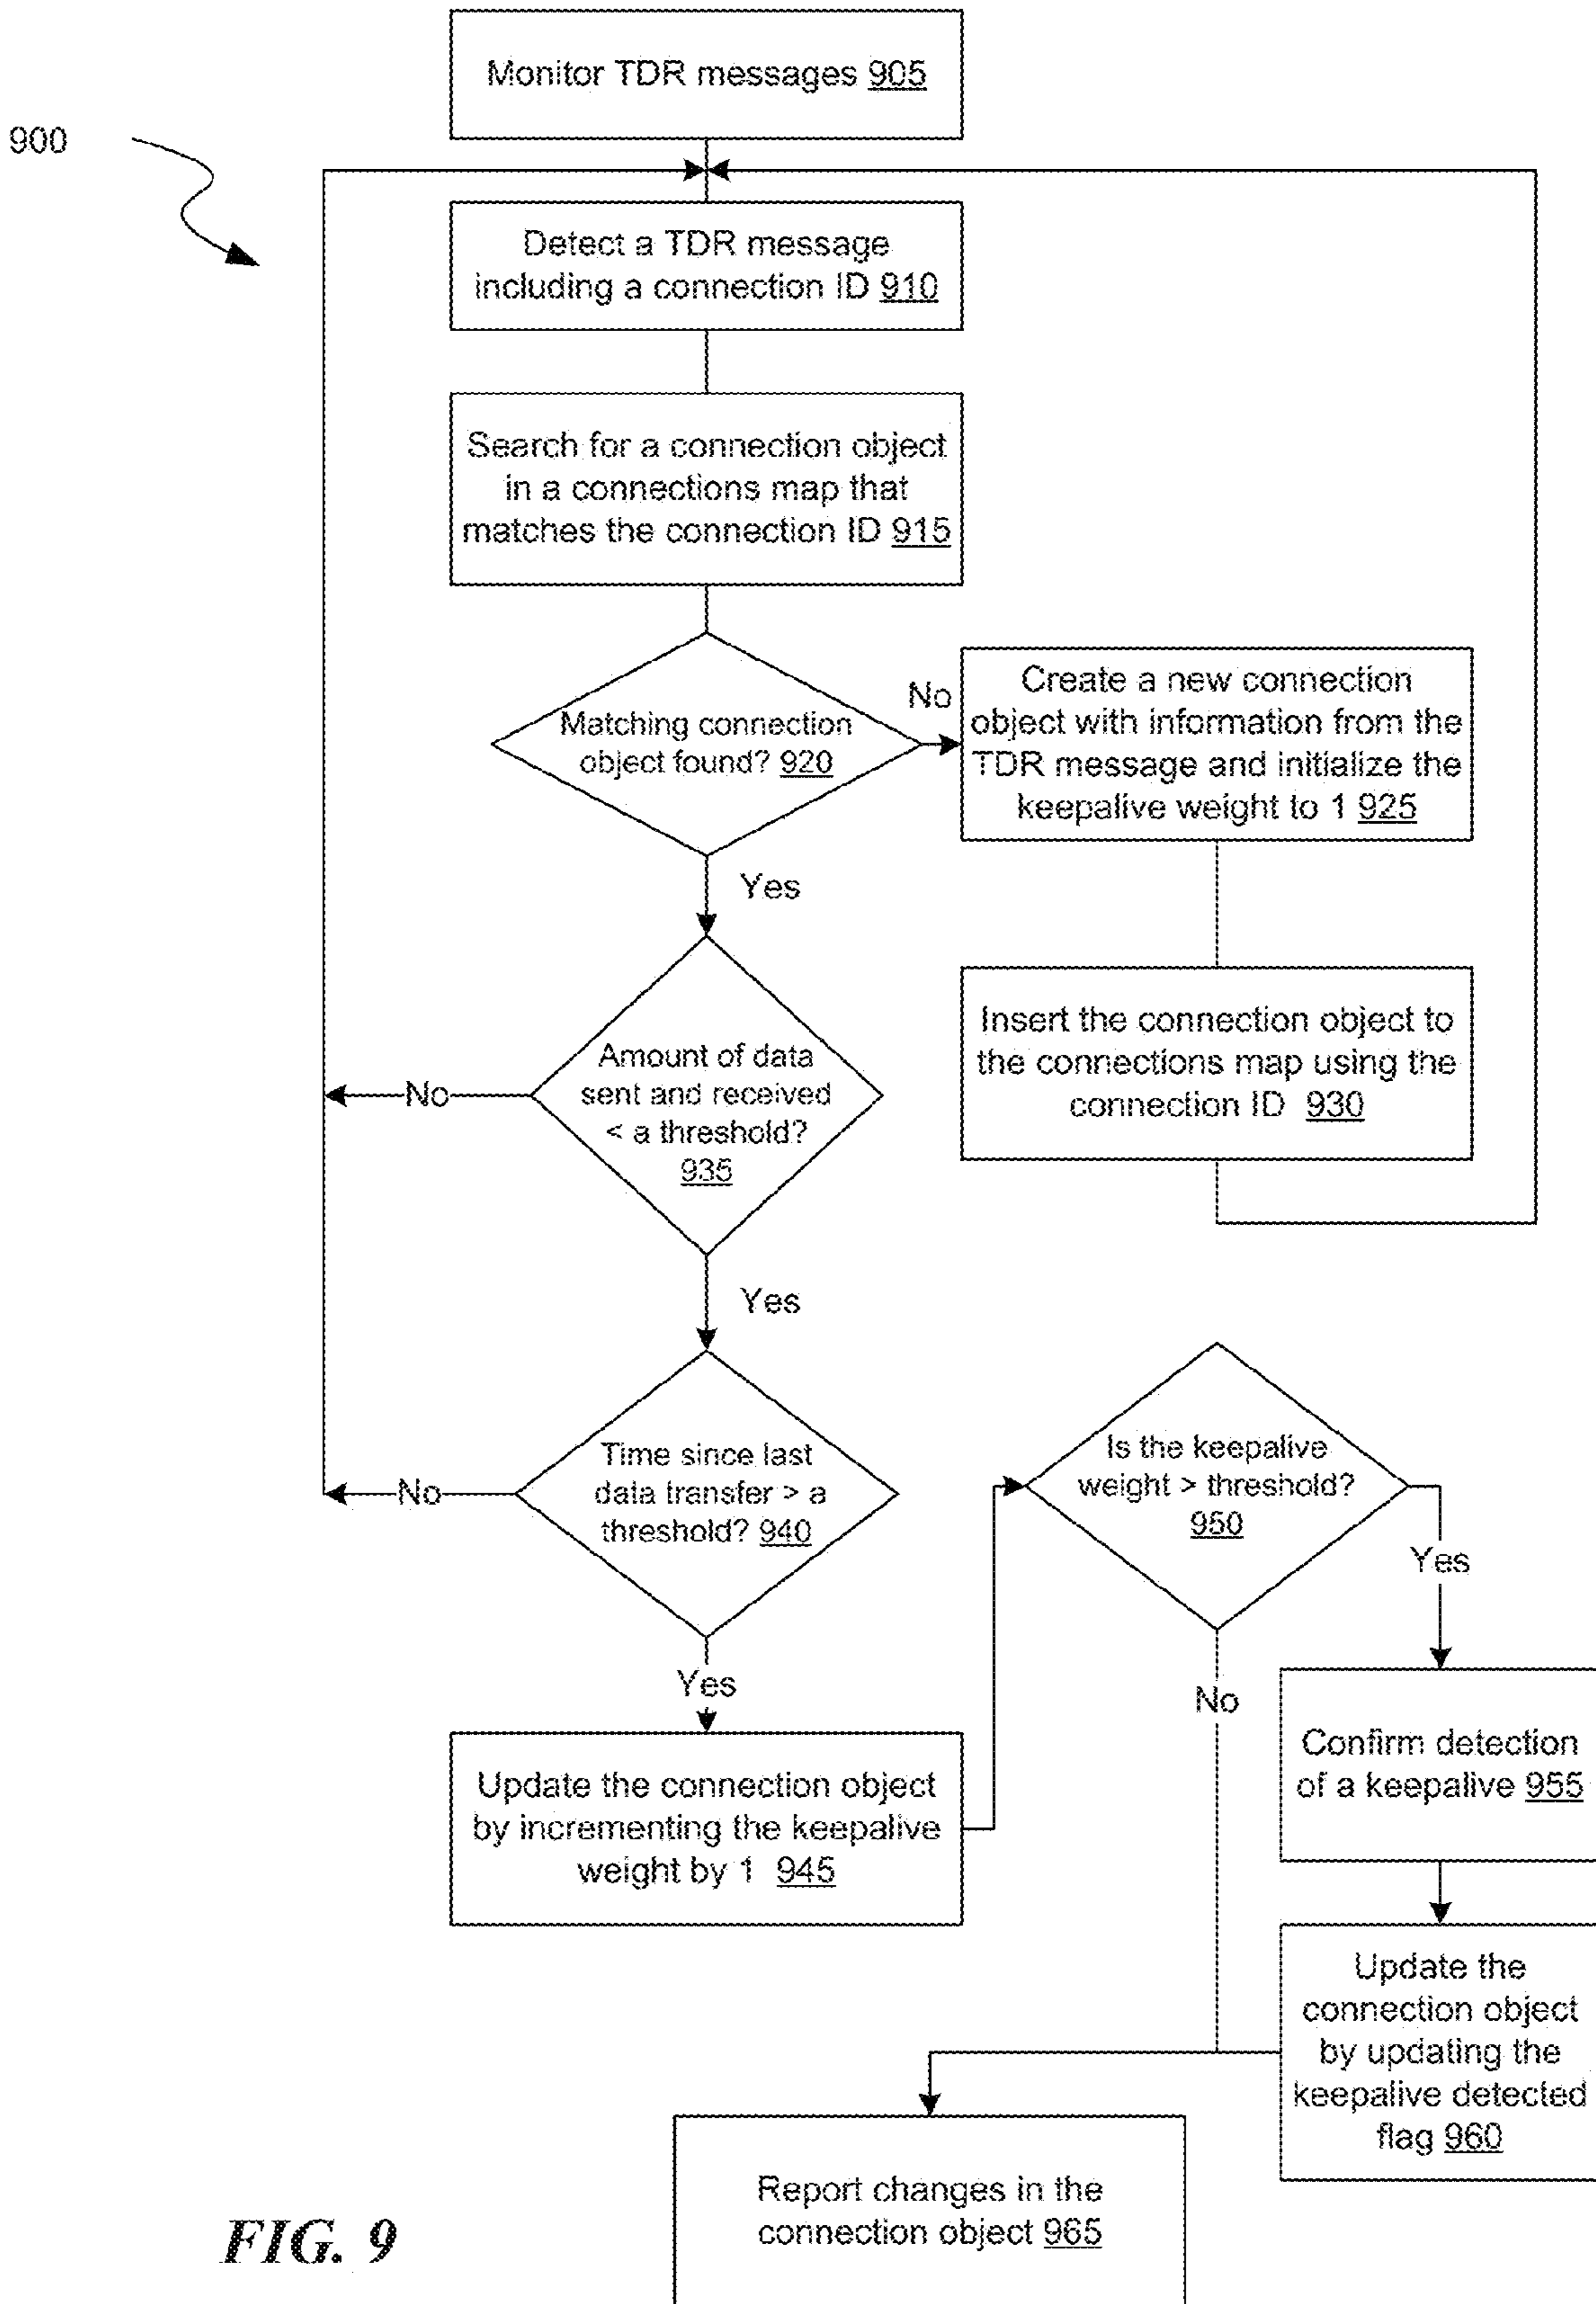 Monitor TDR messages 905
900
Detect a TDR message
including a connection ID 910
Search for a connection object
in a connections map that
matches the connection ID 915
Matching connection
object found? 920
No
Create a new connection
object with information from the
TDR message and initialize the
keepalive weight to 1 925
Yes
Insert the connection object to
the connections map using the
connection ID 930
Amount of data
sent and received
< a threshold?
935
No
Yes
Time since last
data transfer > a
threshold? 940
No
Yes
Update the connection object
by incrementing the keepalive
weight by 1 945
Is the keepalive
weight > threshold?
950
Yes
No
Confirm detection
of a keepalive 955
Update the
connection object
by updating the
keepalive detected
flag 960
Report changes in the
connection object 965
FIG. 9